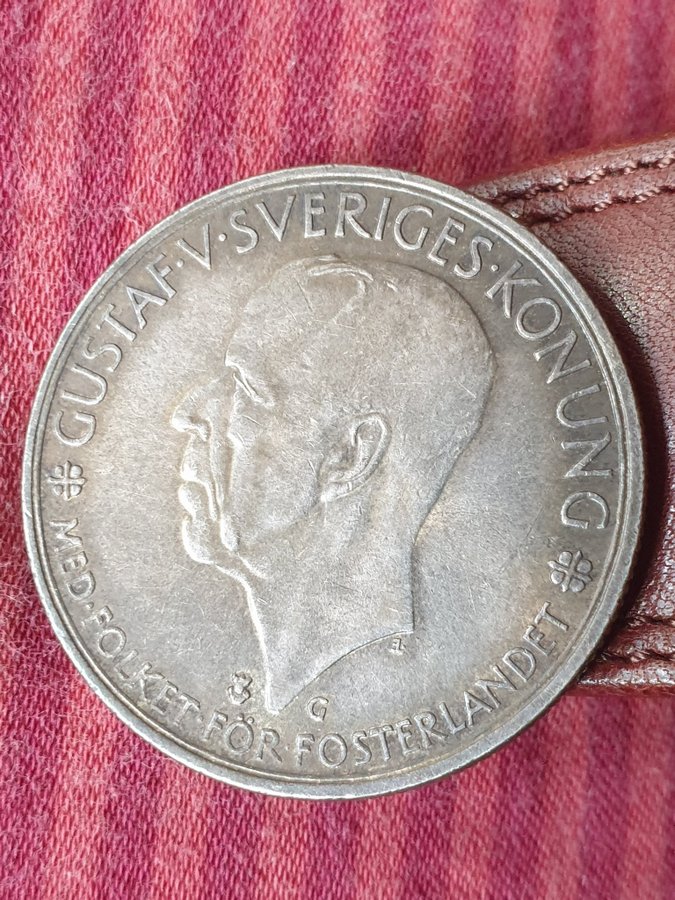 GUSTAF·V·SVERIGES·KONUNG
MED·FOLKET·FÖR·FOSTERLANDET
G